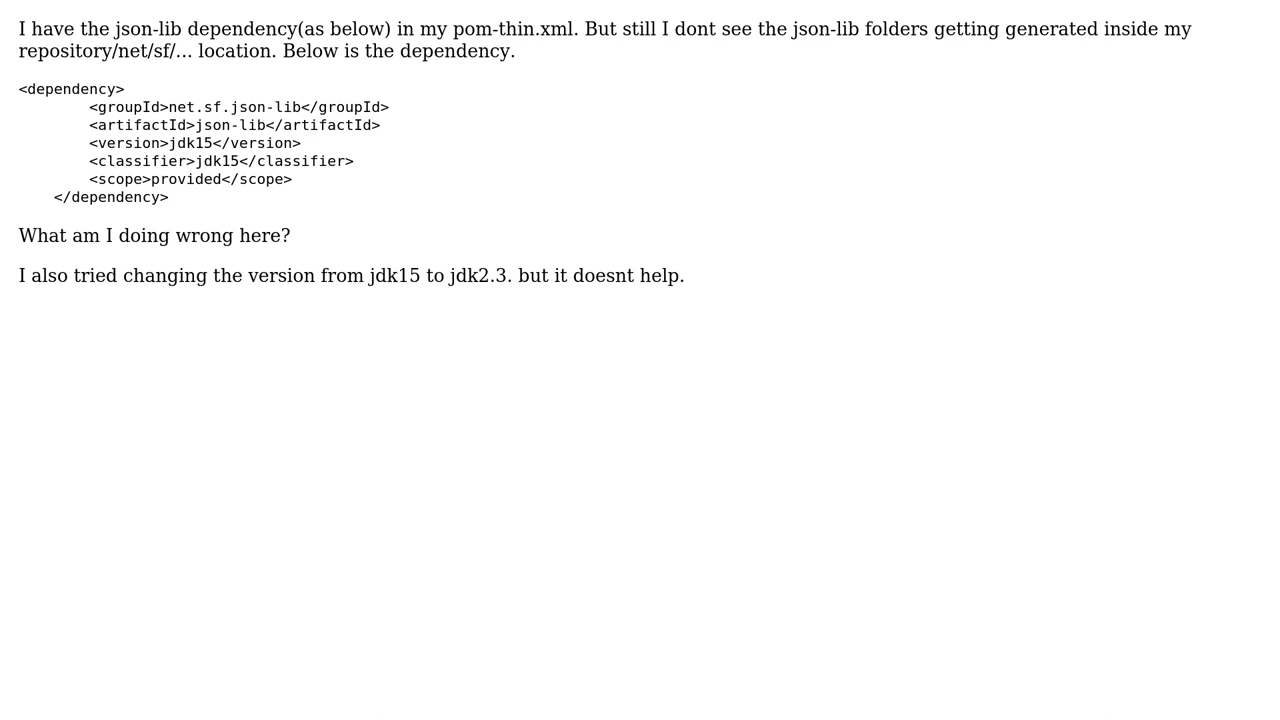 I have the json-lib dependency(as below) in my pom-thin.xml. But still I dont see the json-lib folders getting generated inside my
repository/net/sf/... location. Below is the dependency.
<dependency>
        <groupId>net.sf.json-lib</groupId>
        <artifactId>json-lib</artifactId>
        <version>jdk15</version>
        <classifier>jdk15</classifier>
        <scope>provided</scope>
    </dependency>
What am I doing wrong here?
I also tried changing the version from jdk15 to jdk2.3. but it doesnt help.